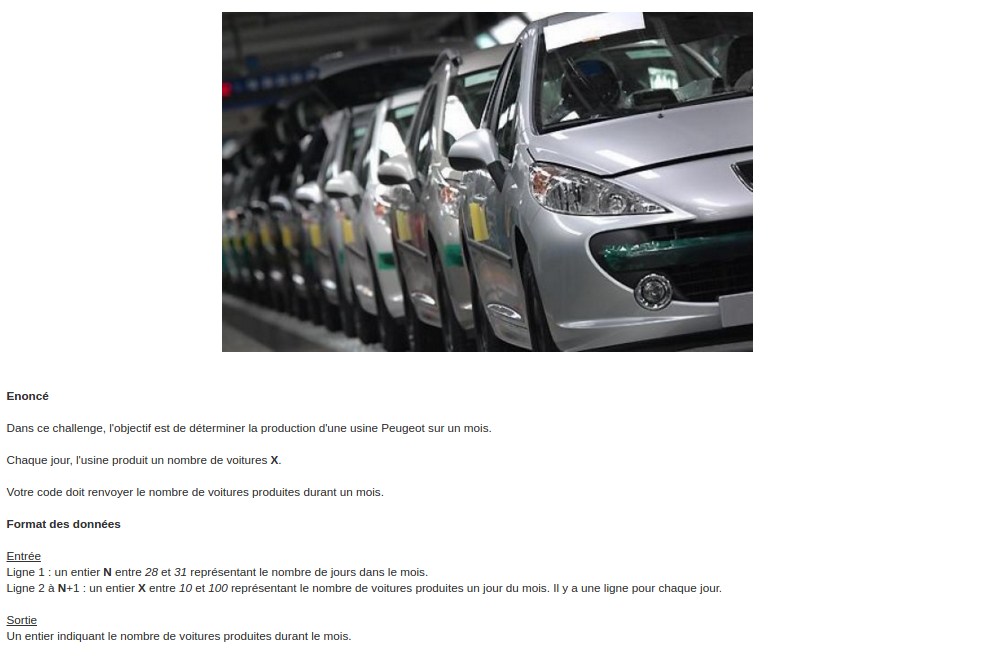 Enoncé
Dans ce challenge, l'objectif est de déterminer la production d'une usine Peugeot sur un mois.
Chaque jour, l'usine produit un nombre de voitures X.
Votre code doit renvoyer le nombre de voitures produites durant un mois.
Format des données
Entrée
Ligne 1 : un entier N entre 28 et 31 représentant le nombre de jours dans le mois.
Ligne 2 à N+1 : un entier X entre 10 et 100 représentant le nombre de voitures produites un jour du mois. Il y a une ligne pour chaque jour.
Sortie
Un entier indiquant le nombre de voitures produites durant le mois.